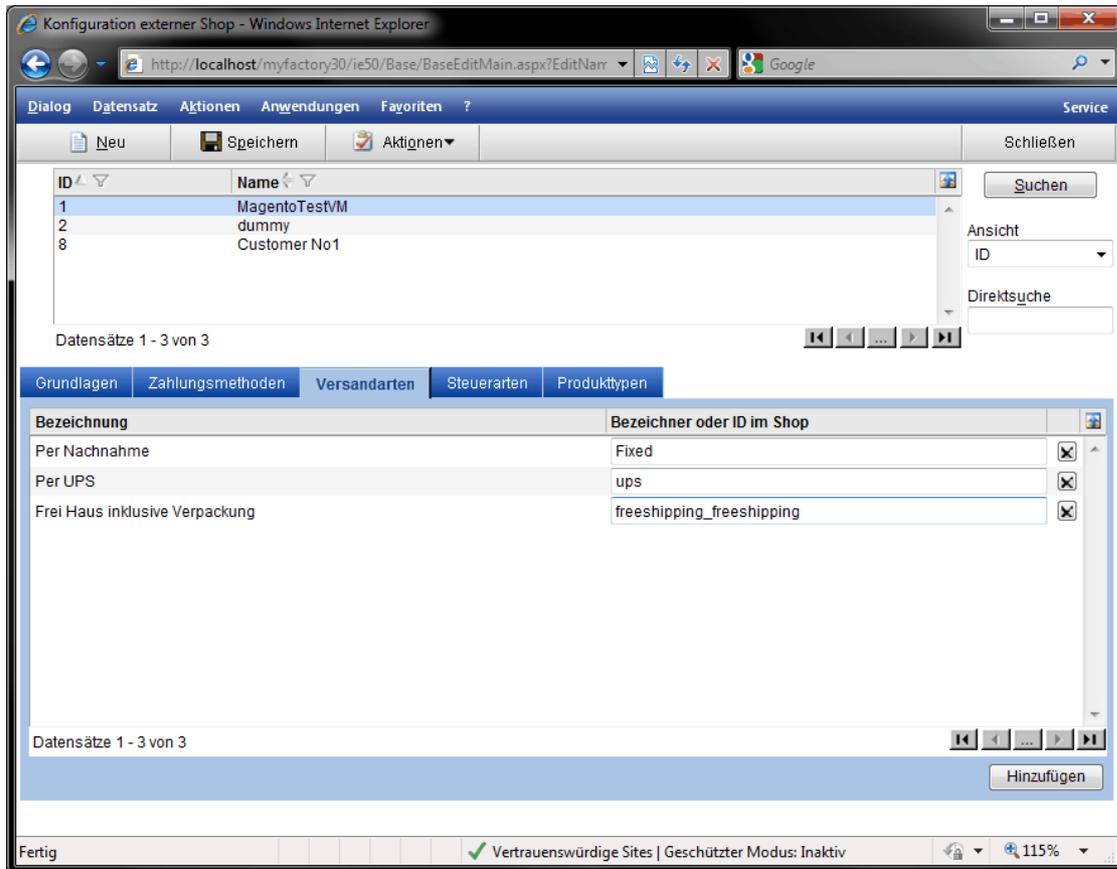 Konfiguration externer Shop - Windows Internet Explorer
http://localhost/myfactory30/ie50/Base/BaseEditMain.aspx?EditNam
Google
Dialog Datensatz Aktionen Anwendungen Favoriten ? Service
Neu Speichern Aktionen Schließen
ID Name Suchen
1 MagentoTestVM
2 dummy
8 Customer No1
Ansicht
ID
Direktsuche
Datensätze 1 - 3 von 3 ...
Grundlagen Zahlungsmethoden Versandarten Steuerarten Produkttypen
Bezeichnung Bezeichner oder ID im Shop
Per Nachnahme Fixed
Per UPS ups
Frei Haus inklusive Verpackung freeshipping_freeshipping
Datensätze 1 - 3 von 3 ...
Hinzufügen
Fertig Vertrauenswürdige Sites | Geschützter Modus: Inaktiv 115%